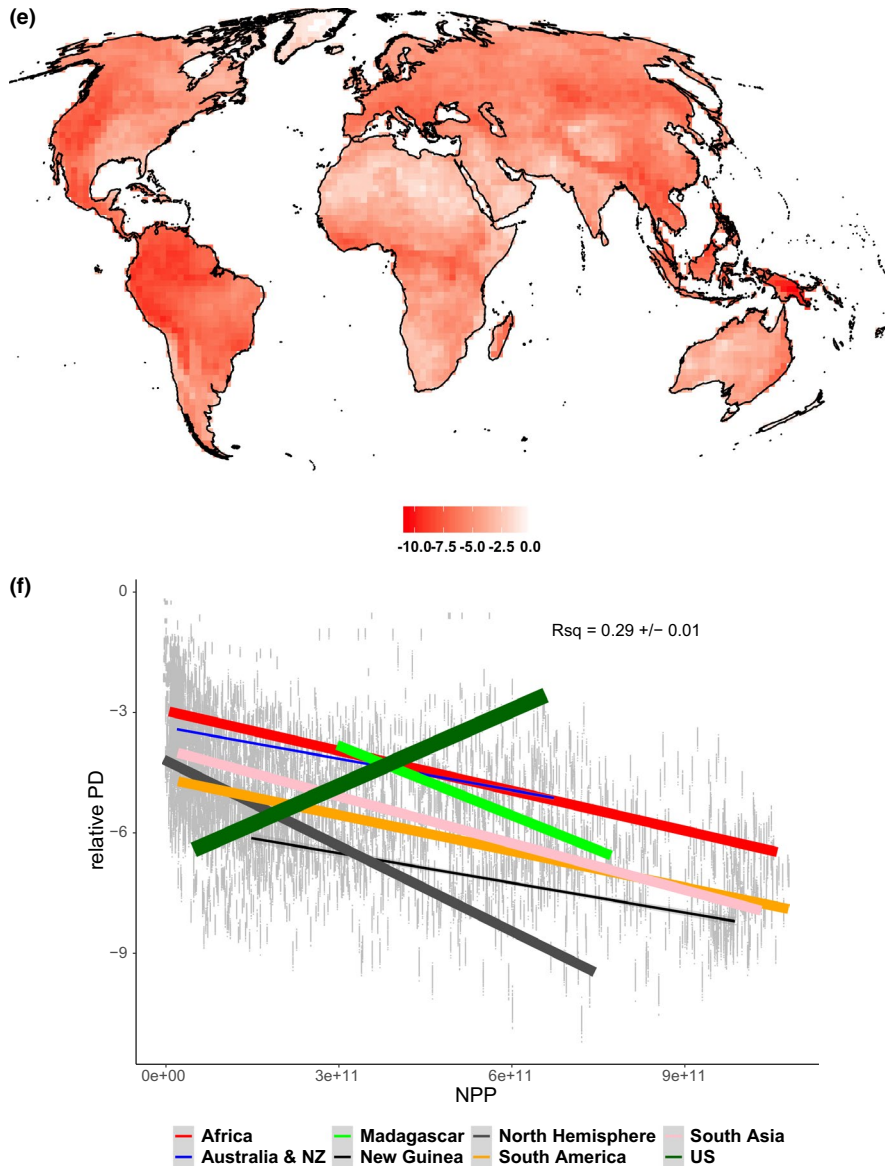 (e)
-10.0 -7.5 -5.0 -2.5 0.0
(f)
0
Rsq = 0.29 +/− 0.01
−3
relative PD
−6
−9
0e+00 3e+11 6e+11 9e+11
NPP
Africa Madagascar North Hemisphere South Asia
Australia & NZ New Guinea South America US